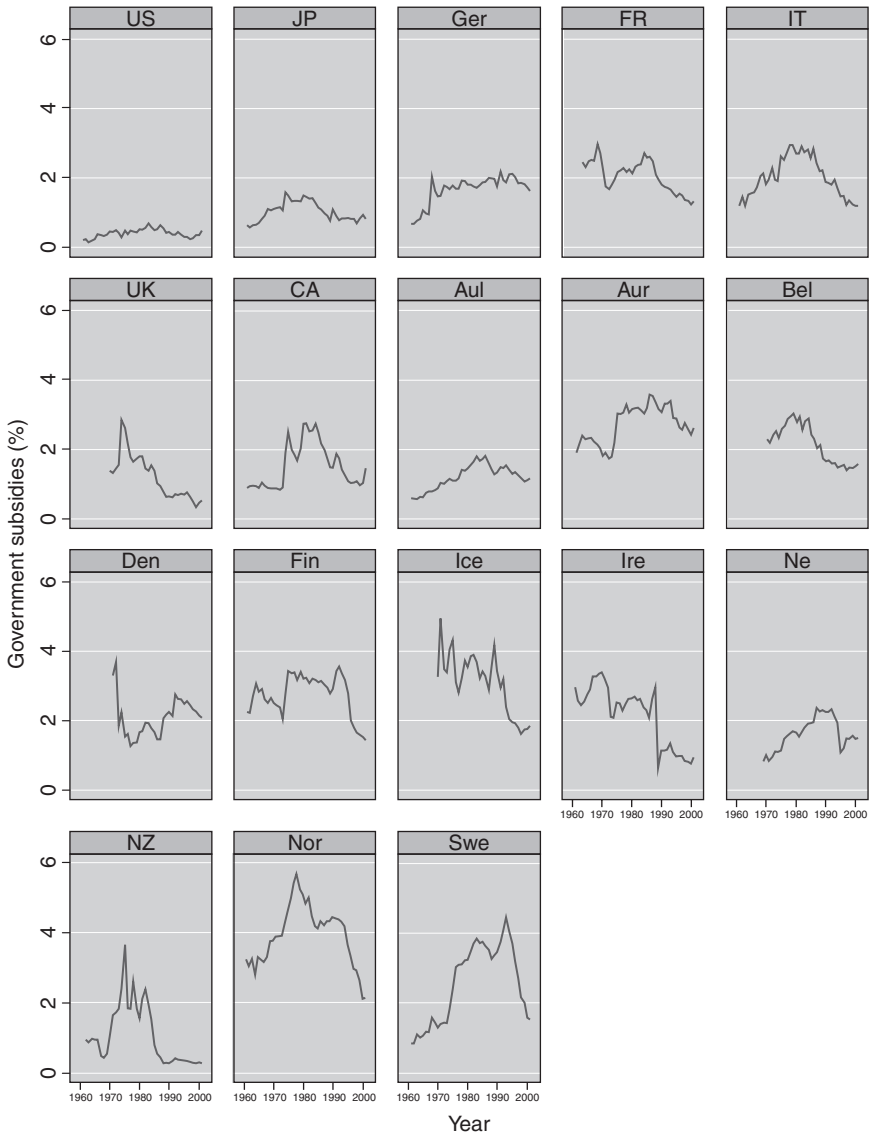 US JP Ger FR IT
6
4
2
0
UK CA Aul Aur Bel
6
4
2
0
Government subsidies (%)
Den Fin Ice Ire Ne
6
4
2
0
1960 1970 1980 1990 2000 1960 1970 1980 1990 2000
NZ Nor Swe
6
4
2
0
1960 1970 1980 1990 2000 1960 1970 1980 1990 2000 1960 1970 1980 1990 2000
Year